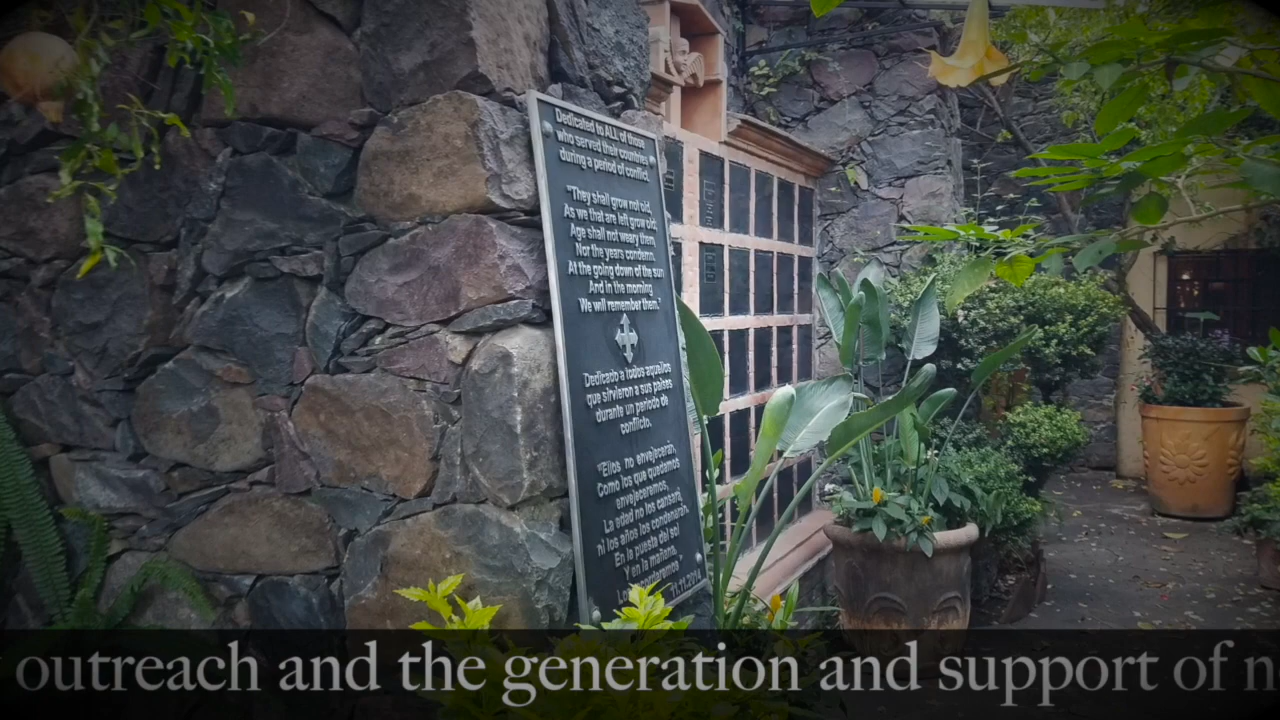 Dedicated to ALL of those
who served their countries
during a period of conflict.
"They shall grow not old,
As we that are left grow old,
Age shall not weary them,
Nor the years condemn.
At the going down of the sun
And in the morning
We will remember them."
Dedicado a todos aquellos
que sirvieron a sus países
durante un periodo de
conflicto.
"Ellos no envejecerán,
Como los que quedamos
envejeceremos,
La edad no los cansará,
ni los años los condenarán.
En la puesta del sol
Y en la mañana,
11.11.2014
outreach and the generation and support of n